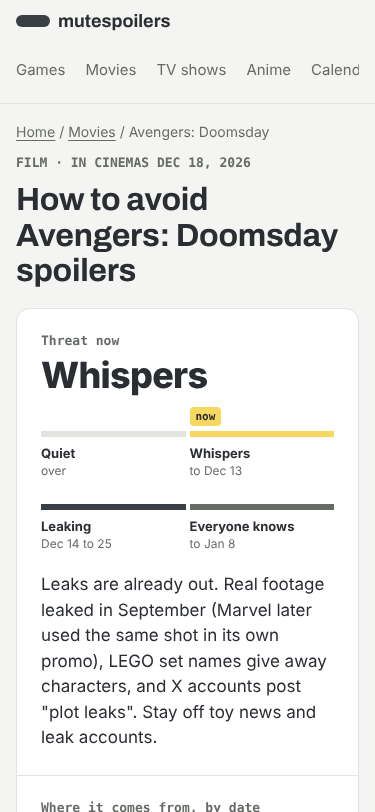 mutespoilers
Games Movies TV shows Anime Calend
Home / Movies / Avengers: Doomsday
FILM · IN CINEMAS DEC 18, 2026
How to avoid
Avengers: Doomsday
spoilers
Threat now
Whispers
now
Quiet
over
Whispers
to Dec 13
Leaking
Dec 14 to 25
Everyone knows
to Jan 8
Leaks are already out. Real footage
leaked in September (Marvel later
used the same shot in its own
promo), LEGO set names give away
characters, and X accounts post
"plot leaks". Stay off toy news and
leak accounts.
Where it comes from, by date